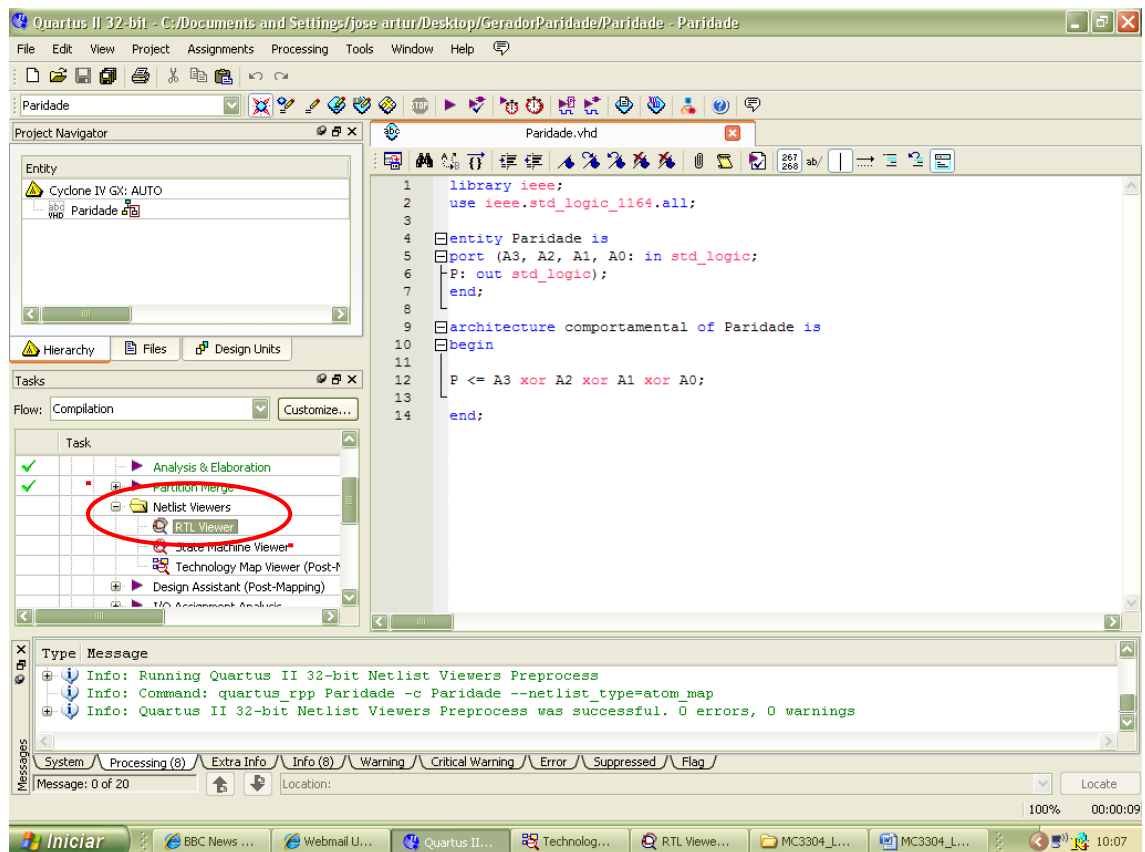 Quartus II 32-bit - C:/Documents and Settings/jose artur/Desktop/GeradorParidade/Paridade - Paridade
File Edit View Project Assignments Processing Tools Window Help
Paridade
Project Navigator
Entity
Cyclone IV GX: AUTO
abd VHD Paridade
Hierarchy Files Design Units
Tasks
Flow: Compilation Customize...
Task
Analysis & Elaboration
Partition Merge
Netlist Viewers
RTL Viewer
State Machine Viewer
Technology Map Viewer (Post-M
Design Assistant (Post-Mapping)
I/O Assignment Analysis
STOP
abc Paridade.vhd
267 268 ab/
1 library ieee;
2 use ieee.std_logic_1164.all;
3
4 entity Paridade is
5 port (A3, A2, A1, A0: in std_logic;
6 P: out std_logic);
7 end;
8
9 architecture comportamental of Paridade is
10 begin
11
12 P <= A3 xor A2 xor A1 xor A0;
13
14 end;
Type Message
Info: Running Quartus II 32-bit Netlist Viewers Preprocess
Info: Command: quartus_rpp Paridade -c Paridade --netlist_type=atom_map
Info: Quartus II 32-bit Netlist Viewers Preprocess was successful. 0 errors, 0 warnings
Messages
System Processing (8) Extra Info Info (8) Warning Critical Warning Error Suppressed Flag
Message: 0 of 20 Location: Locate
100% 00:00:09
Iniciar BBC News ... Webmail U... Quartus II... Technolog... RTL Viewe... MC3304_L... MC3304_L... 10:07